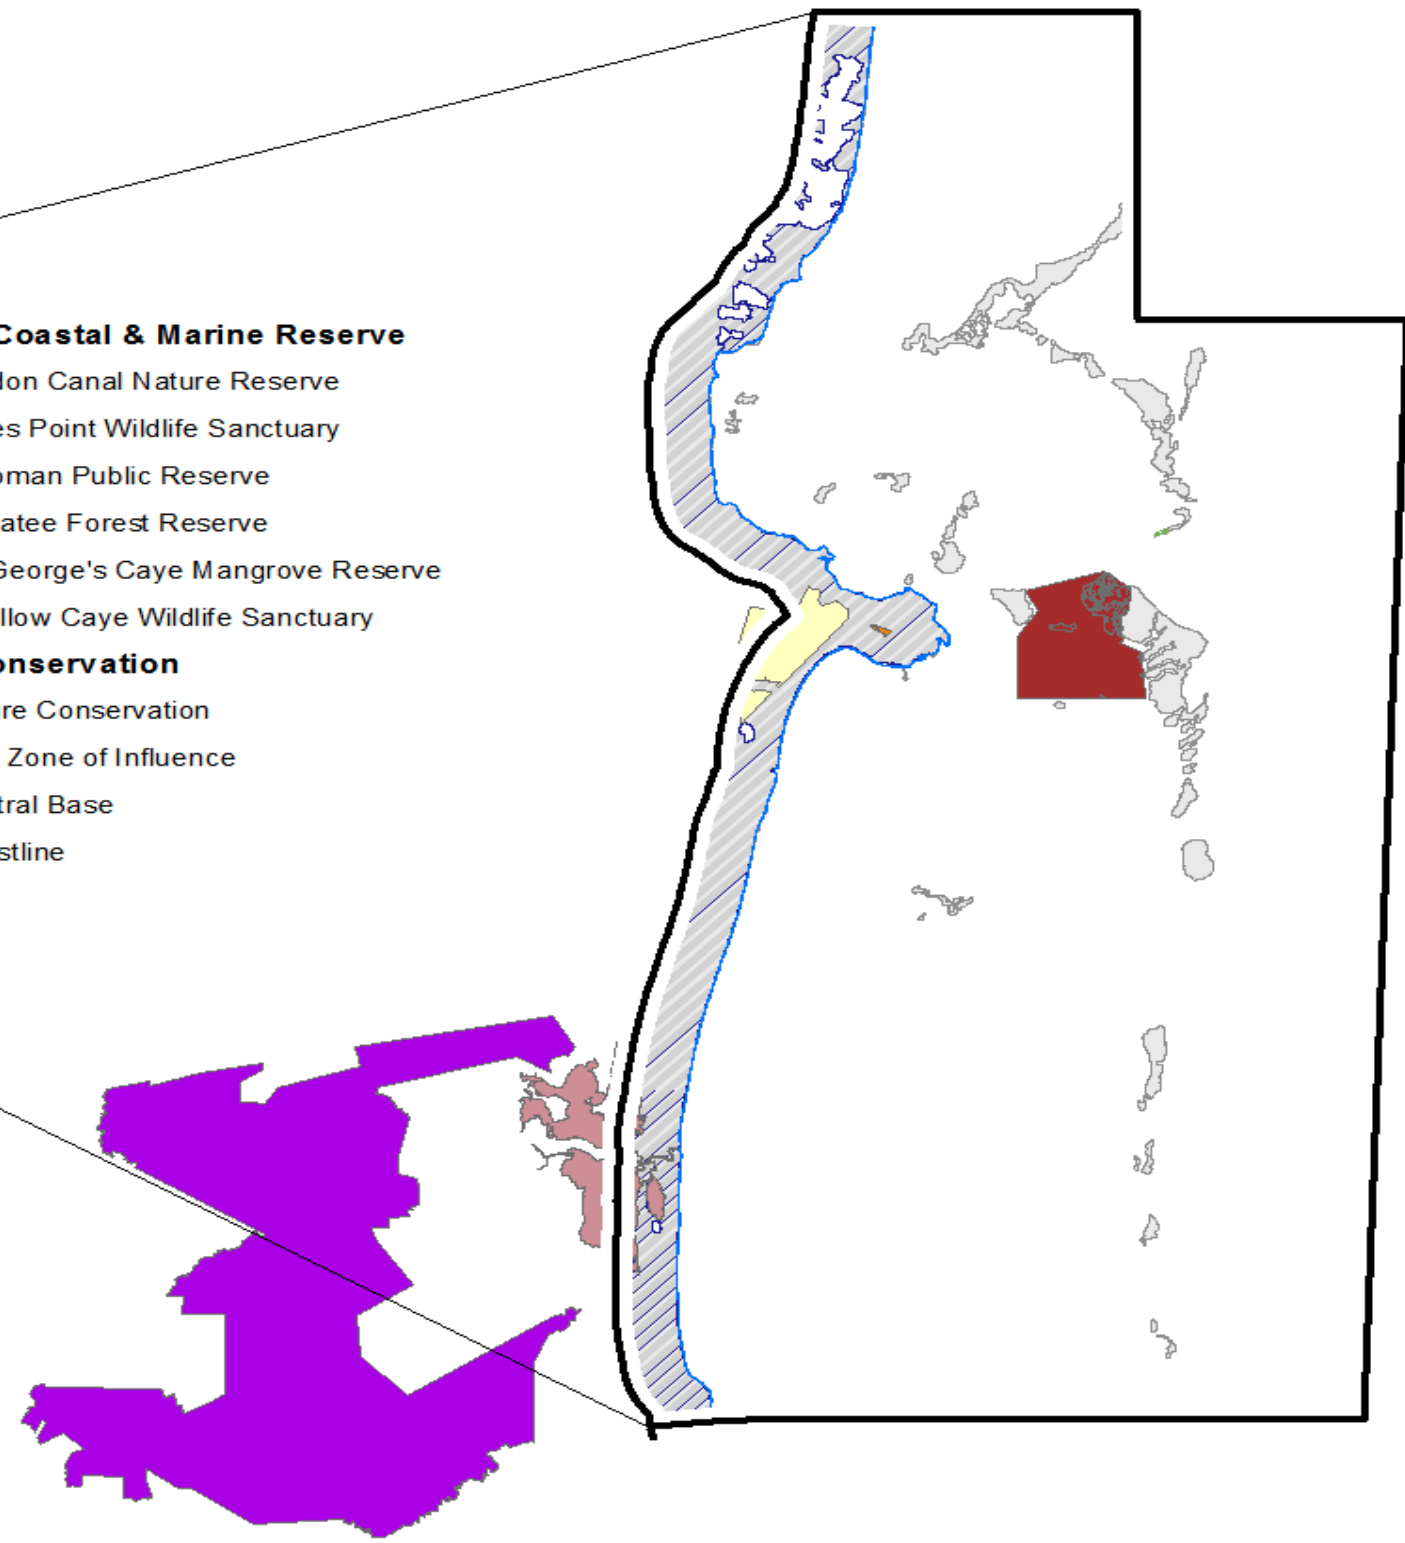 Coastal & Marine Reserve
don Canal Nature Reserve
es Point Wildlife Sanctuary
oman Public Reserve
atee Forest Reserve
George's Caye Mangrove Reserve
llow Caye Wildlife Sanctuary
onservation
re Conservation
Zone of Influence
tral Base
stline